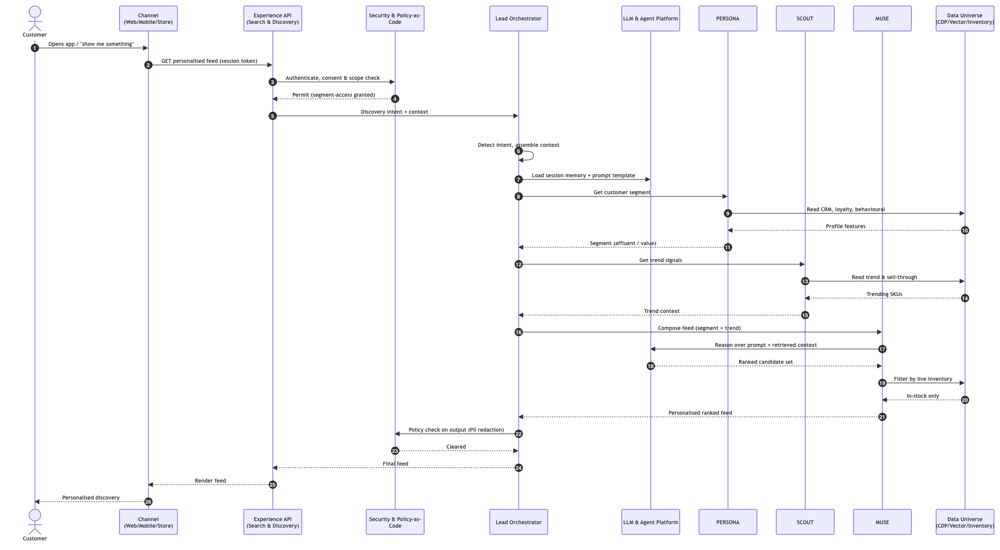 Channel
(Web/Mobile/Store)
Experience API
(Search & Discovery)
Security & Policy-as-
Code
Lead Orchestrator
LLM & Agent Platform
PERSONA
SCOUT
MUSE
Data Universe
(CDP/Vector/Inventory)
Customer
Opens app / "show me something"
1
GET personalised feed (session token)
2
Authenticate, consent & scope check
3
Permit (segment-access granted)
4
Discovery intent + context
5
Detect intent, assemble context
6
Load session memory + prompt template
7
Get customer segment
8
Read CRM, loyalty, behavioural
9
Profile features
10
Segment (affluent / value)
11
Get trend signals
12
Read trend & sell-through
13
Trending SKUs
14
Trend context
15
Compose feed (segment + trend)
16
Reason over prompt + retrieved context
17
Ranked candidate set
18
Filter by live inventory
19
In-stock only
20
Personalised ranked feed
21
Policy check on output (PII redaction)
22
Cleared
23
Final feed
24
Render feed
25
Personalised discovery
26
Channel
(Web/Mobile/Store)
Experience API
(Search & Discovery)
Security & Policy-as-
Code
Lead Orchestrator
LLM & Agent Platform
PERSONA
SCOUT
MUSE
Data Universe
(CDP/Vector/Inventory)
Customer